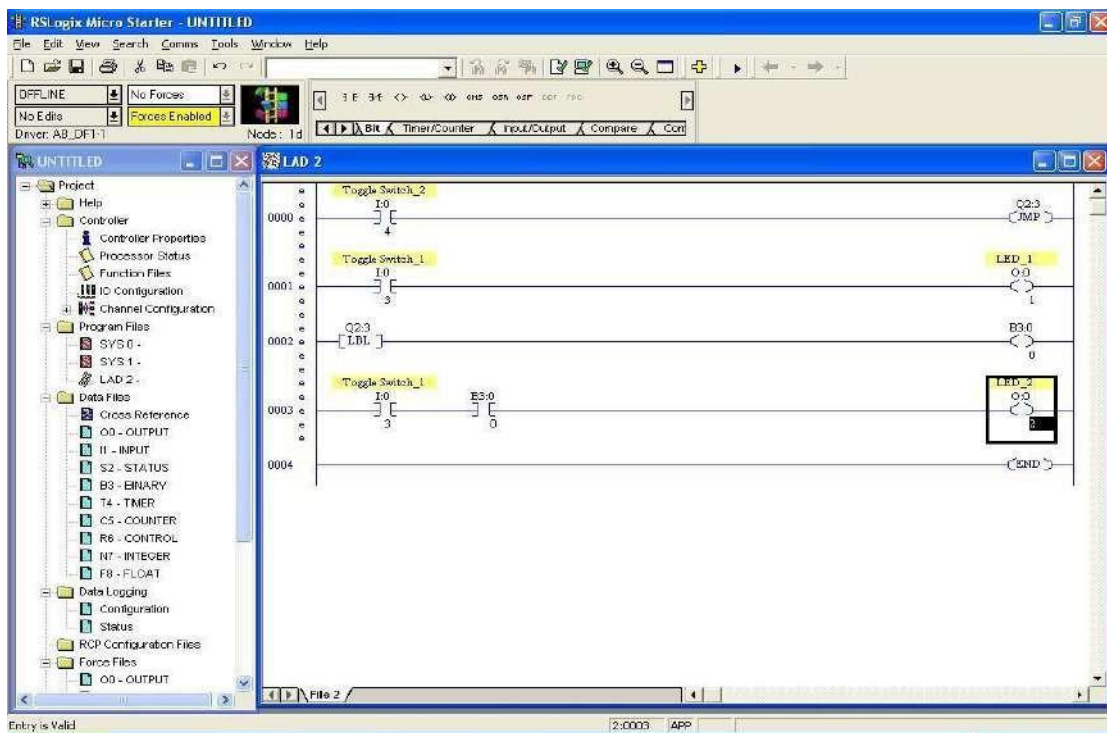 RSLogix Micro Starter - UNTITLED
File Edit View Search Comms Tools Window Help
OFFLINE No Forces
No Edits Forces Enabled
Driver: AB_DF1-1 Node: 1d
Bit Timer/Counter Input/Output Compare
UNTITLED
Project
Help
Controller
Controller Properties
Processor Status
Function Files
IO Configuration
Channel Configuration
Program Files
SYS 0 -
SYS 1 -
LAD 2 -
Data Files
Cross Reference
O0 - OUTPUT
I1 - INPUT
S2 - STATUS
B3 - BINARY
T4 - TIMER
C5 - COUNTER
R6 - CONTROL
N7 - INTEGER
F8 - FLOAT
Data Logging
Configuration
Status
RCP Configuration Files
Force Files
O0 - OUTPUT
LAD 2
Toggle Switch_2
I:0 Q2:3
0000 JMP
4
Toggle Switch_1 LED_1
I:0 O:0
0001
3 1
Q2:3 B3:0
0002 LBL
0
Toggle Switch_1 LED_2
I:0 B3:0 O:0
0003
3 0 2
0004 END
File 2
Entry is Valid 2:0003 APP